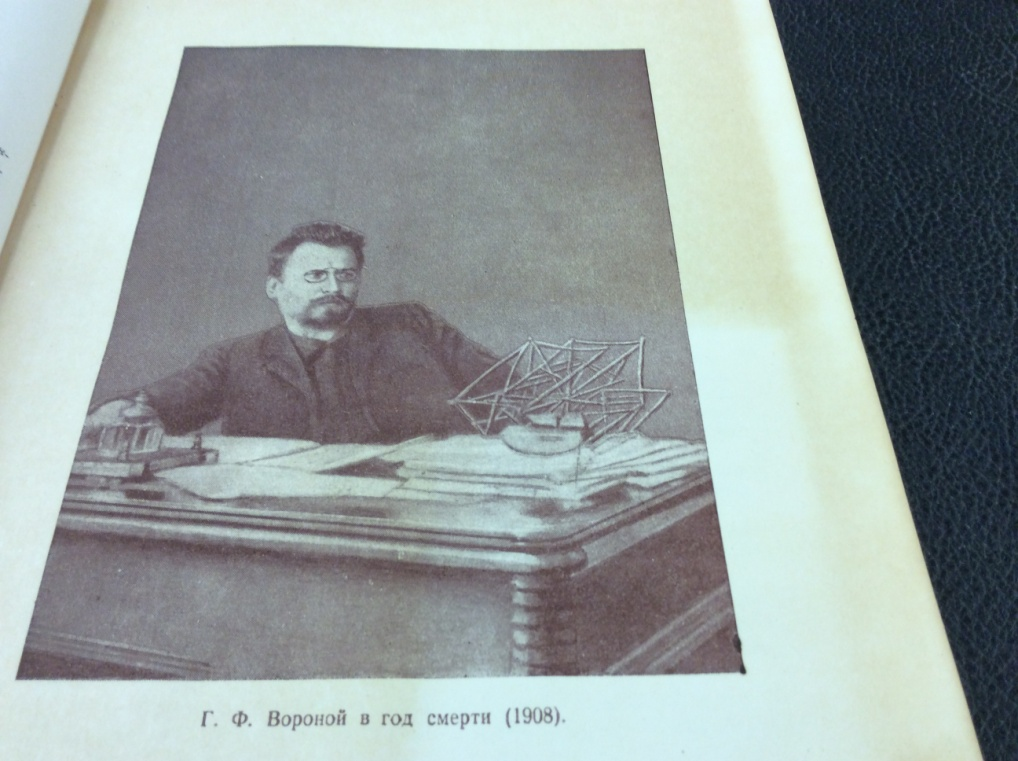 Г. Ф. Вороной в год смерти (1908).